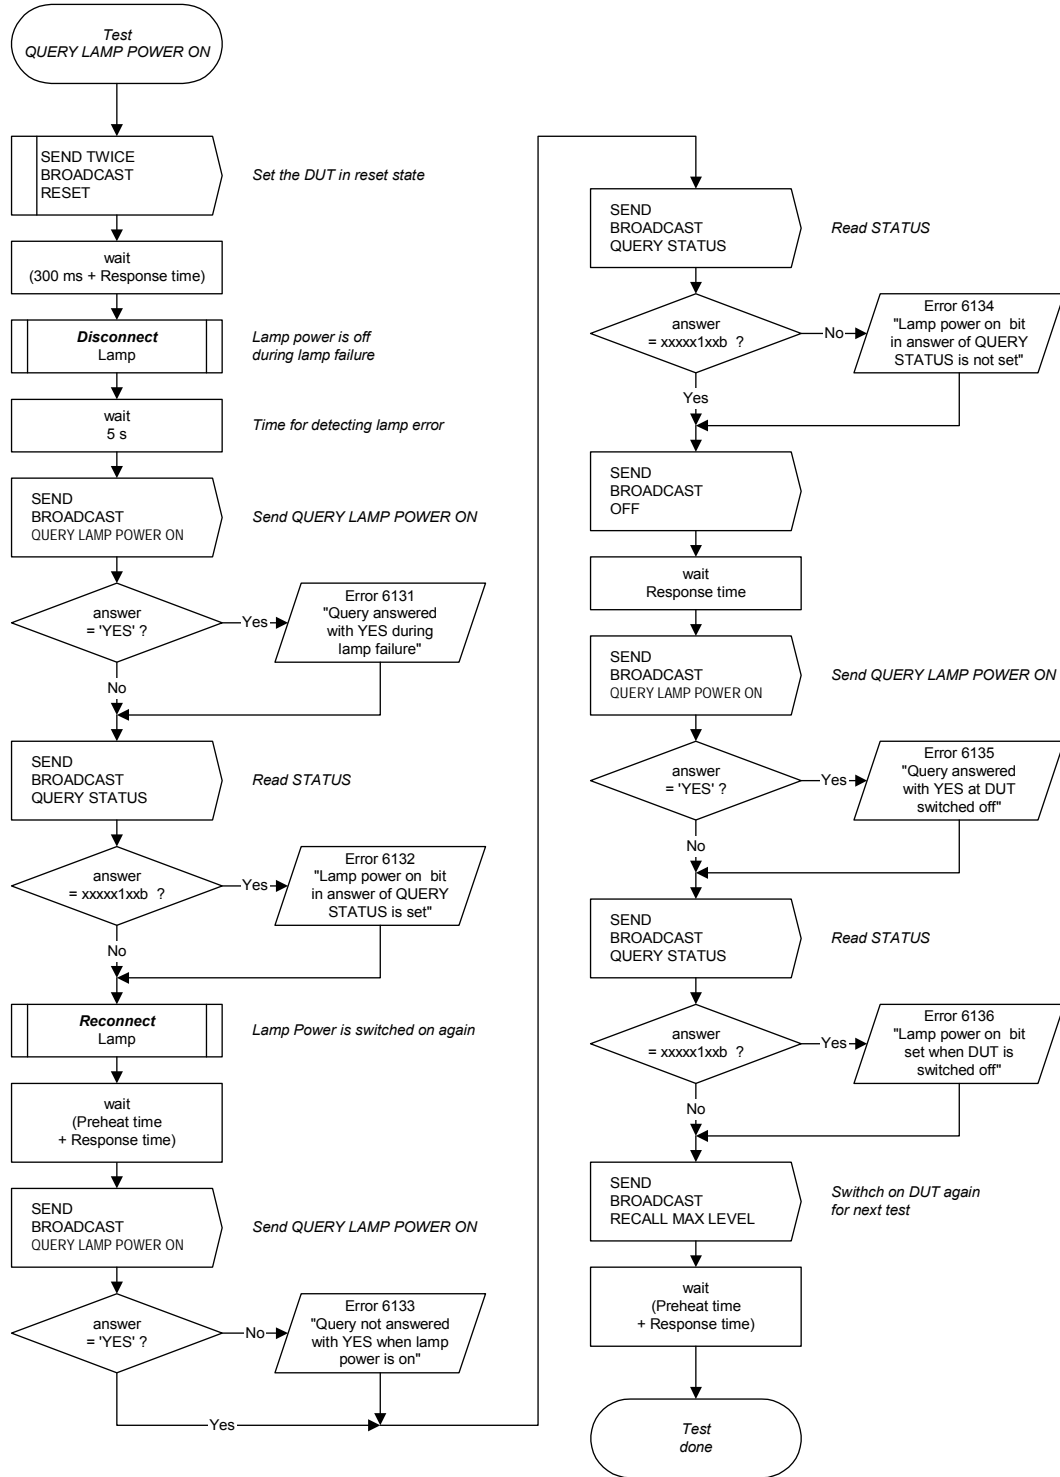 Test
QUERY LAMP POWER ON
SEND TWICE
BROADCAST
RESET
Set the DUT in reset state
wait
(300 ms + Response time)
Disconnect
Lamp
Lamp power is off
during lamp failure
wait
5 s
Time for detecting lamp error
SEND
BROADCAST
QUERY LAMP POWER ON
Send QUERY LAMP POWER ON
answer
= 'YES' ?
Yes
Error 6131
"Query answered
with YES during
lamp failure"
No
SEND
BROADCAST
QUERY STATUS
Read STATUS
answer
= xxxxx1xxb ?
Yes
Error 6132
"Lamp power on bit
in answer of QUERY
STATUS is set"
No
Reconnect
Lamp
Lamp Power is switched on again
wait
(Preheat time
+ Response time)
SEND
BROADCAST
QUERY LAMP POWER ON
Send QUERY LAMP POWER ON
answer
= 'YES' ?
No
Error 6133
"Query not answered
with YES when lamp
power is on"
Yes
SEND
BROADCAST
QUERY STATUS
Read STATUS
answer
= xxxxx1xxb ?
No
Error 6134
"Lamp power on bit
in answer of QUERY
STATUS is not set"
Yes
SEND
BROADCAST
OFF
wait
Response time
SEND
BROADCAST
QUERY LAMP POWER ON
Send QUERY LAMP POWER ON
answer
= 'YES' ?
Yes
Error 6135
"Query answered
with YES at DUT
switched off"
No
SEND
BROADCAST
QUERY STATUS
Read STATUS
answer
= xxxxx1xxb ?
Yes
Error 6136
"Lamp power on bit
set when DUT is
switched off"
No
SEND
BROADCAST
RECALL MAX LEVEL
Swithch on DUT again
for next test
wait
(Preheat time
+ Response time)
Test
done